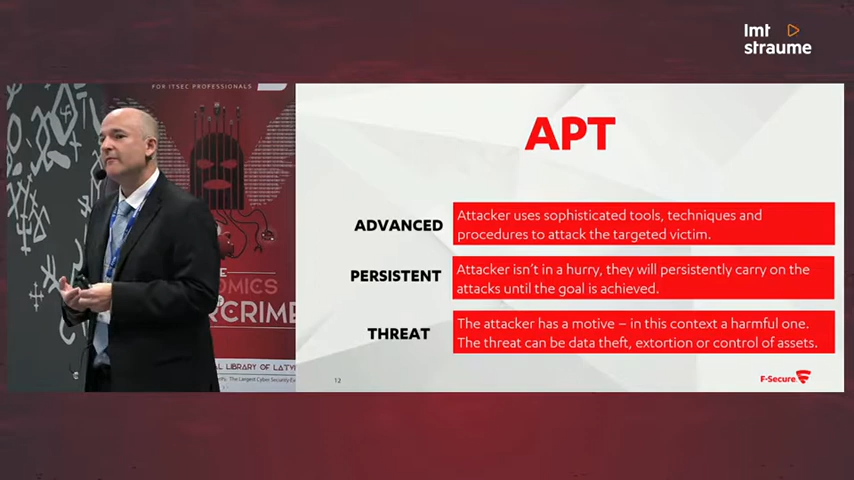 lmt
straume
FOR ITSEC PROFESSIONALS
APT
ADVANCED
Attacker uses sophisticated tools, techniques and
procedures to attack the targeted victim.
PERSISTENT
Attacker isn't in a hurry, they will persistently carry on the
attacks until the goal is achieved.
THREAT
The attacker has a motive – in this context a harmful one.
The threat can be data theft, extortion or control of assets.
12
F-Secure